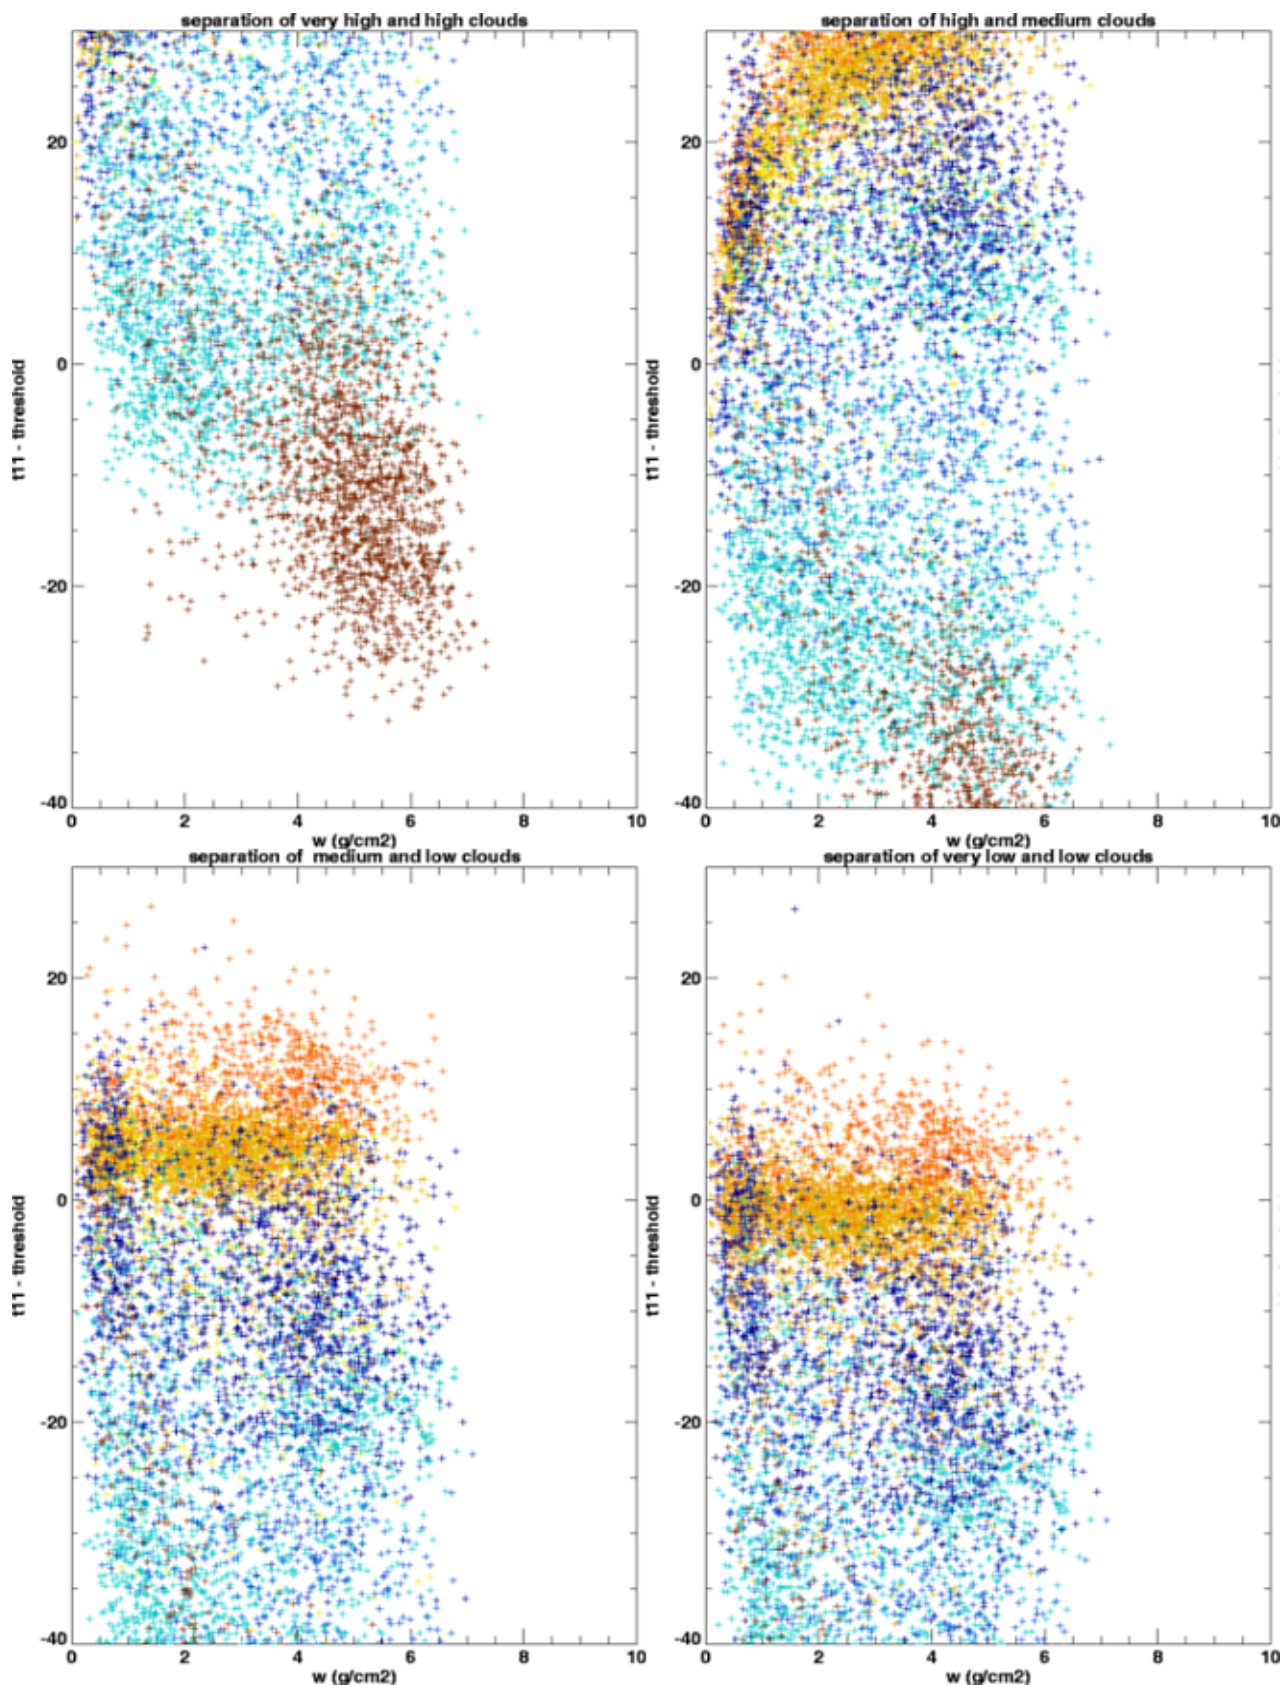 separation of very high and high clouds
separation of high and medium clouds
20
0
-20
-40
t11 - threshold
0 2 4 6 8 10
w (g/cm2)
20
0
-20
-40
t11 - threshold
0 2 4 6 8 10
w (g/cm2)
separation of  medium and low clouds
separation of very low and low clouds
20
0
-20
-40
t11 - threshold
0 2 4 6 8 10
w (g/cm2)
20
0
-20
-40
t11 - threshold
0 2 4 6 8 10
w (g/cm2)